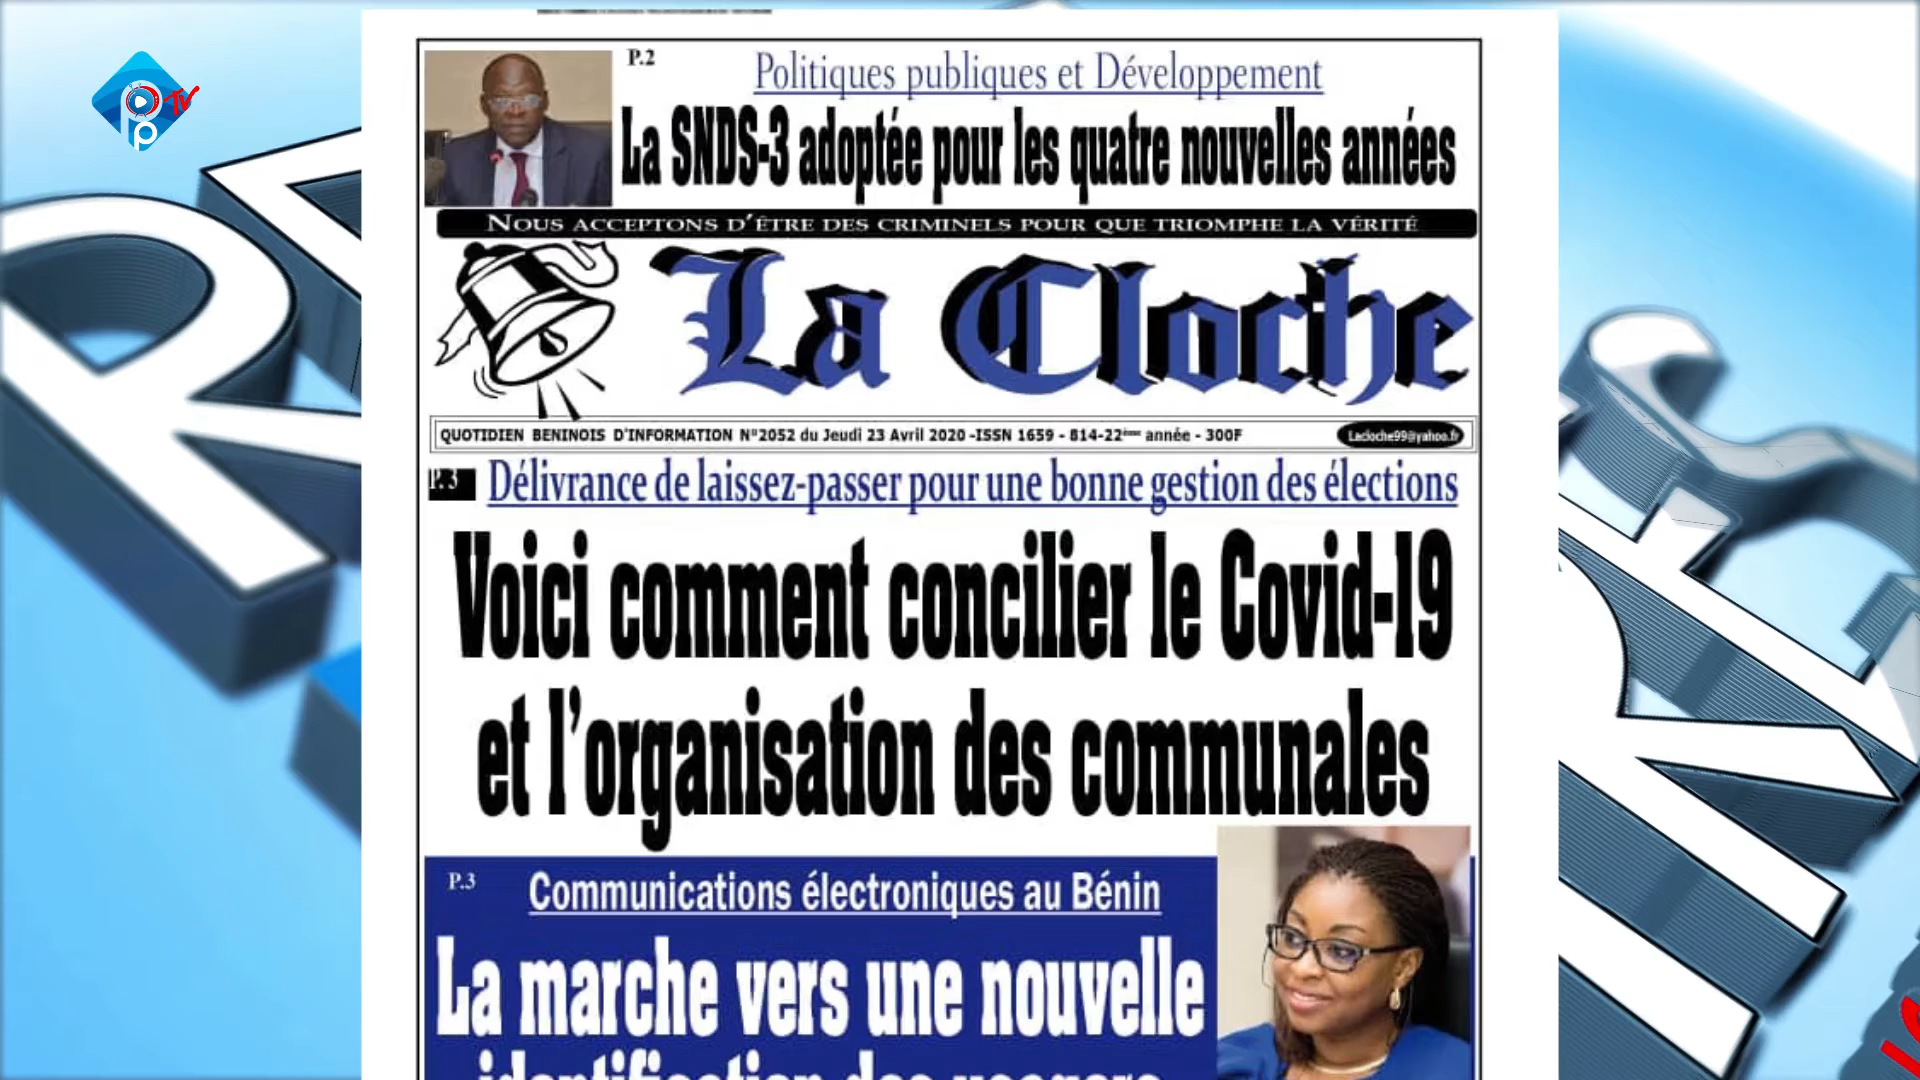 TV
P.2
Politiques publiques et Développement
La SNDS-3 adoptée pour les quatre nouvelles années
NOUS ACCEPTONS D'ÊTRE DES CRIMINELS POUR QUE TRIOMPHE LA VÉRITÉ
La Cloche
QUOTIDIEN BENINOIS D'INFORMATION N°2052 du Jeudi 23 Avril 2020 -ISSN 1659 - 814-22ème année - 300F
Lacloche99@yahoo.fr
P. 3
Délivrance de laissez-passer pour une bonne gestion des élections
Voici comment concilier le Covid-19
et l'organisation des communales
P.3
Communications électroniques au Bénin
La marche vers une nouvelle
identification des usagers